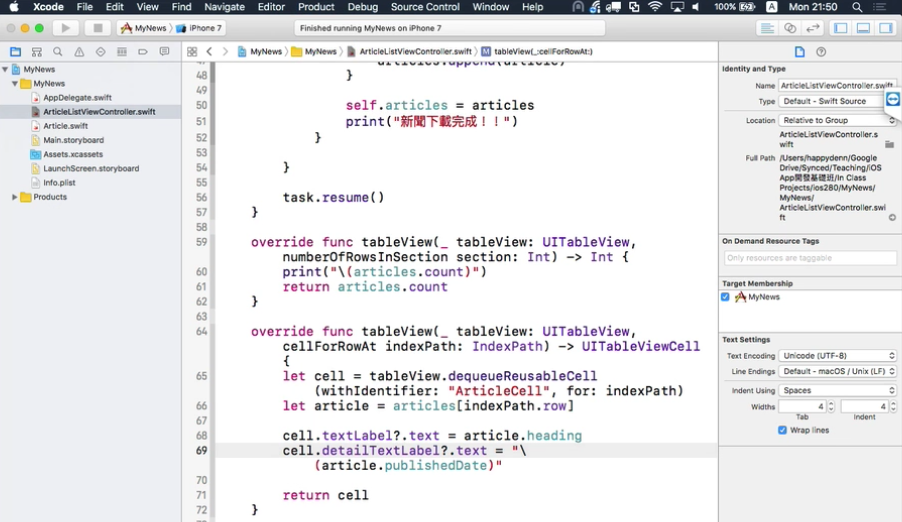 Xcode File Edit View Find Navigate Editor Product Debug Source Control Window Help 100% A Mon 21:50
MyNews iPhone 7 Finished running MyNews on iPhone 7
MyNews MyNews ArticleListViewController.swift M tableView(_:cellForRowAt:)
MyNews
MyNews
AppDelegate.swift
ArticleListViewController.swift
Article.swift
Main.storyboard
Assets.xcassets
LaunchScreen.storyboard
Info.plist
Products
articles.append(article)
48 }
49
50 self.articles = articles
51 print("新聞下載完成！！")
52 }
53
54 }
55
56 task.resume()
57 }
58
59 override func tableView(_ tableView: UITableView,
numberOfRowsInSection section: Int) -> Int {
60 print("\(articles.count)")
61 return articles.count
62 }
63
64 override func tableView(_ tableView: UITableView,
cellForRowAt indexPath: IndexPath) -> UITableViewCell
{
65 let cell = tableView.dequeueReusableCell
(withIdentifier: "ArticleCell", for: indexPath)
66 let article = articles[indexPath.row]
67
68 cell.textLabel?.text = article.heading
69 cell.detailTextLabel?.text = "\
(article.publishedDate)"
70
71 return cell
72 }
Identity and Type
Name ArticleListViewController.swift
Type Default - Swift Source
Location Relative to Group
ArticleListViewController.s
wift
Full Path /Users/happydenn/Google
Drive/Synced/Teaching/iOS
App開發基礎班/In Class
Projects/ios280/MyNews/
MyNews/
ArticleListViewController.swi
ft
On Demand Resource Tags
Only resources are taggable
Target Membership
MyNews
Text Settings
Text Encoding Unicode (UTF-8)
Line Endings Default - macOS / Unix (LF)
Indent Using Spaces
Widths 4 4
Tab Indent
Wrap lines